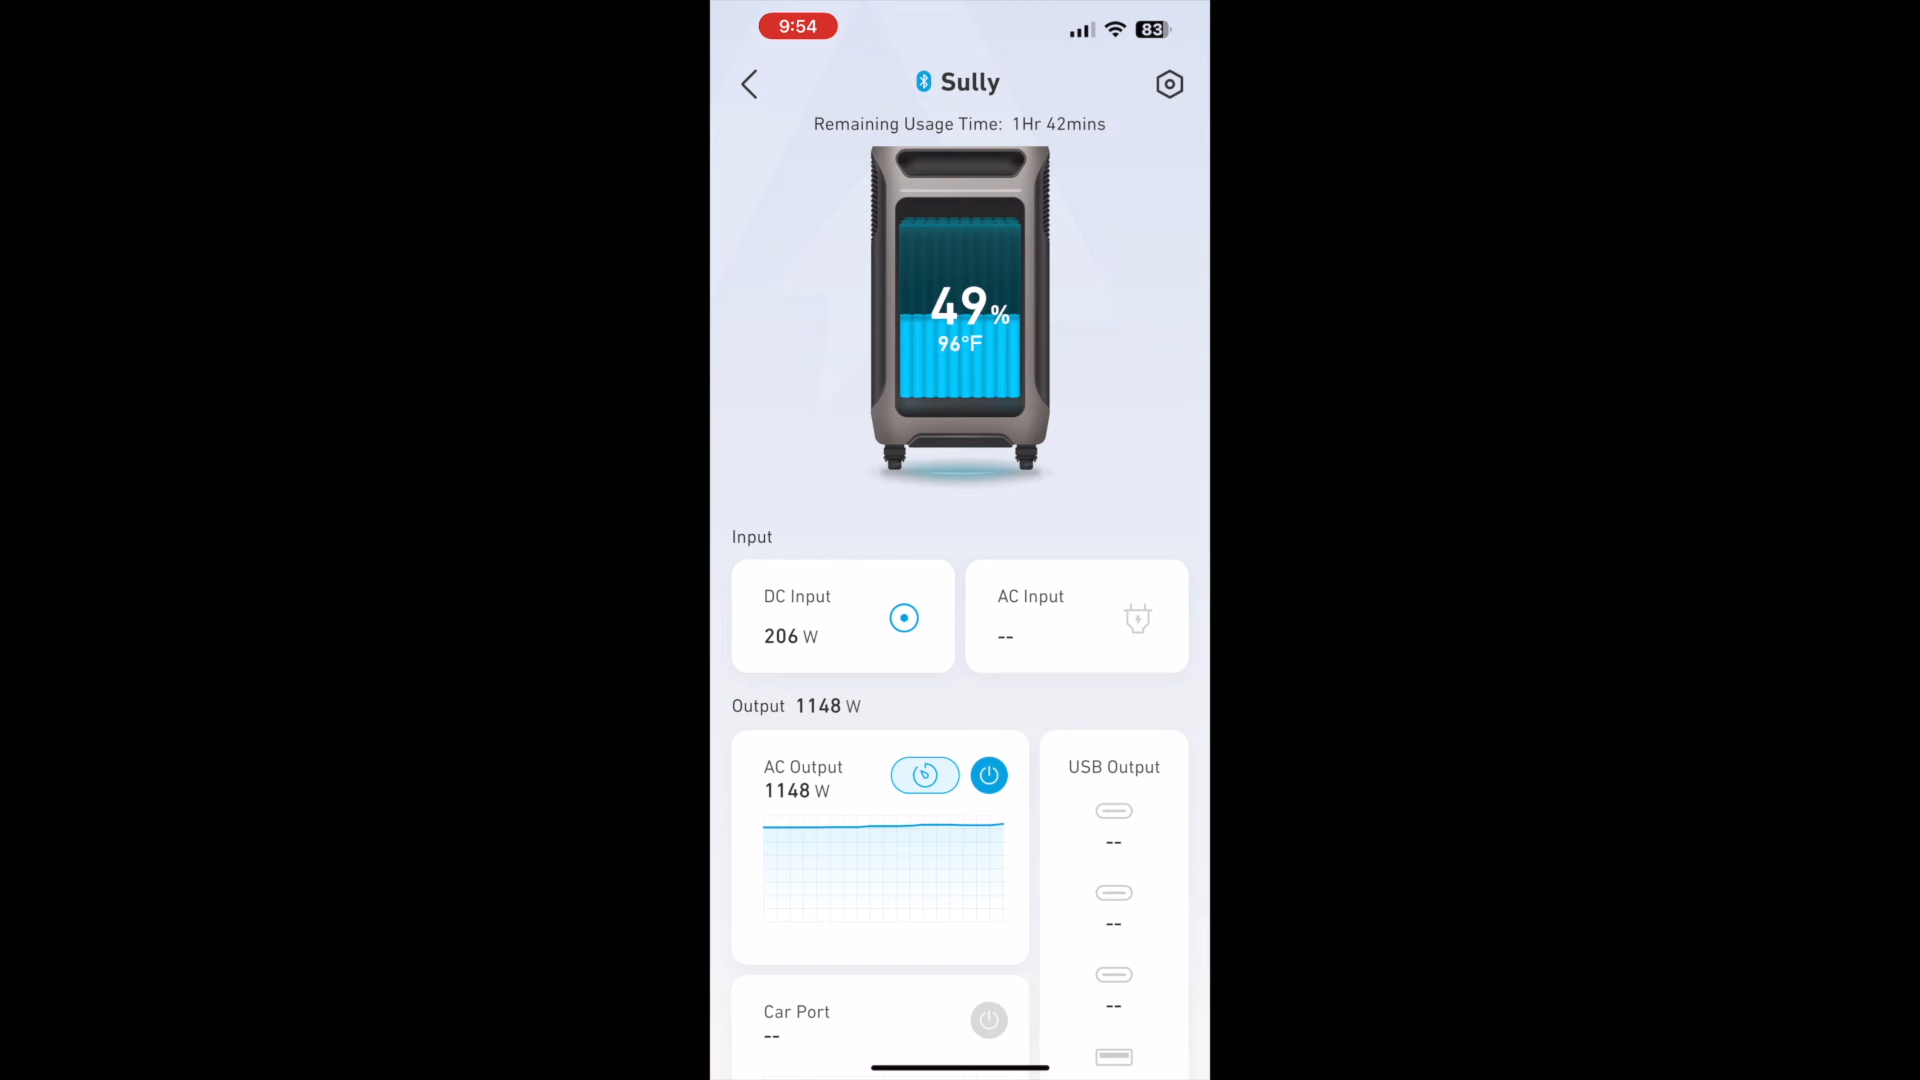 9:54
83
Sully
Remaining Usage Time: 1Hr 42mins
49%
96°F
Input
DC Input
206 W
AC Input
--
Output 1148 W
AC Output
1148 W
USB Output
--
--
--
Car Port
--